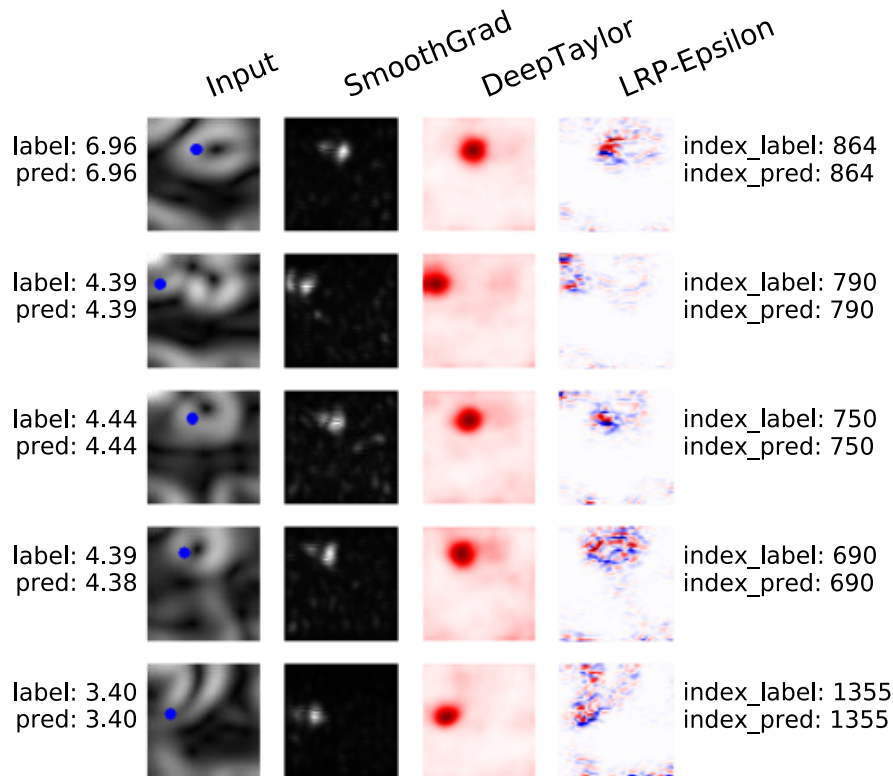 Input
SmoothGrad
DeepTaylor
LRP-Epsilon
label: 6.96
pred: 6.96
index_label: 864
index_pred: 864
label: 4.39
pred: 4.39
index_label: 790
index_pred: 790
label: 4.44
pred: 4.44
index_label: 750
index_pred: 750
label: 4.39
pred: 4.38
index_label: 690
index_pred: 690
label: 3.40
pred: 3.40
index_label: 1355
index_pred: 1355